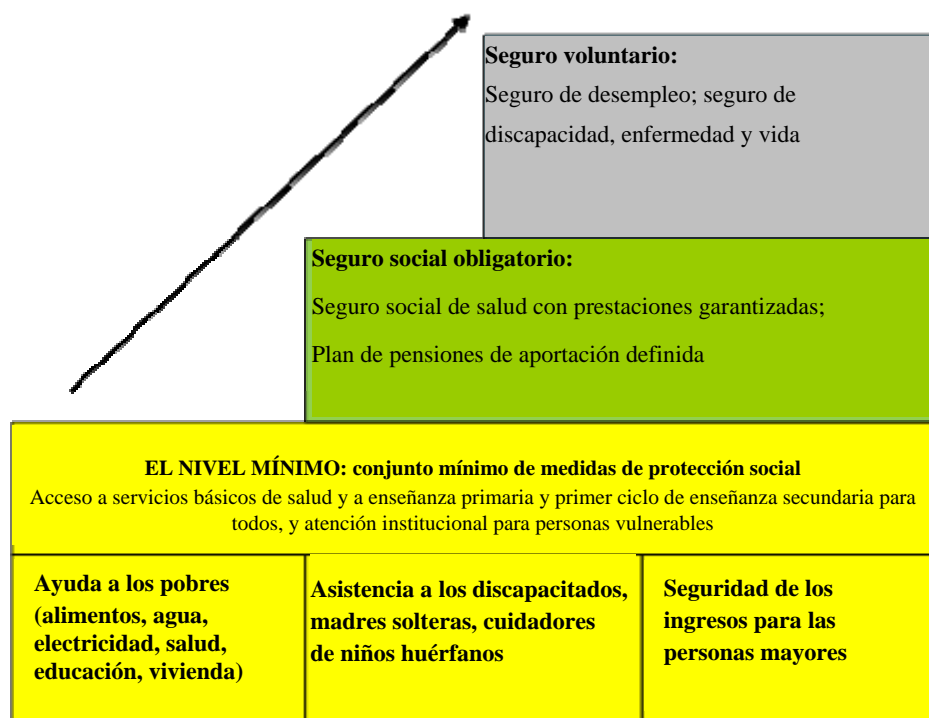 Seguro voluntario:
Seguro de desempleo; seguro de
discapacidad, enfermedad y vida
Seguro social obligatorio:
Seguro social de salud con prestaciones garantizadas;
Plan de pensiones de aportación definida
EL NIVEL MÍNIMO: conjunto mínimo de medidas de protección social
Acceso a servicios básicos de salud y a enseñanza primaria y primer ciclo de enseñanza secundaria para
todos, y atención institucional para personas vulnerables
Ayuda a los pobres
(alimentos, agua,
electricidad, salud,
educación, vivienda)
Asistencia a los discapacitados,
madres solteras, cuidadores
de niños huérfanos
Seguridad de los
ingresos para las
personas mayores